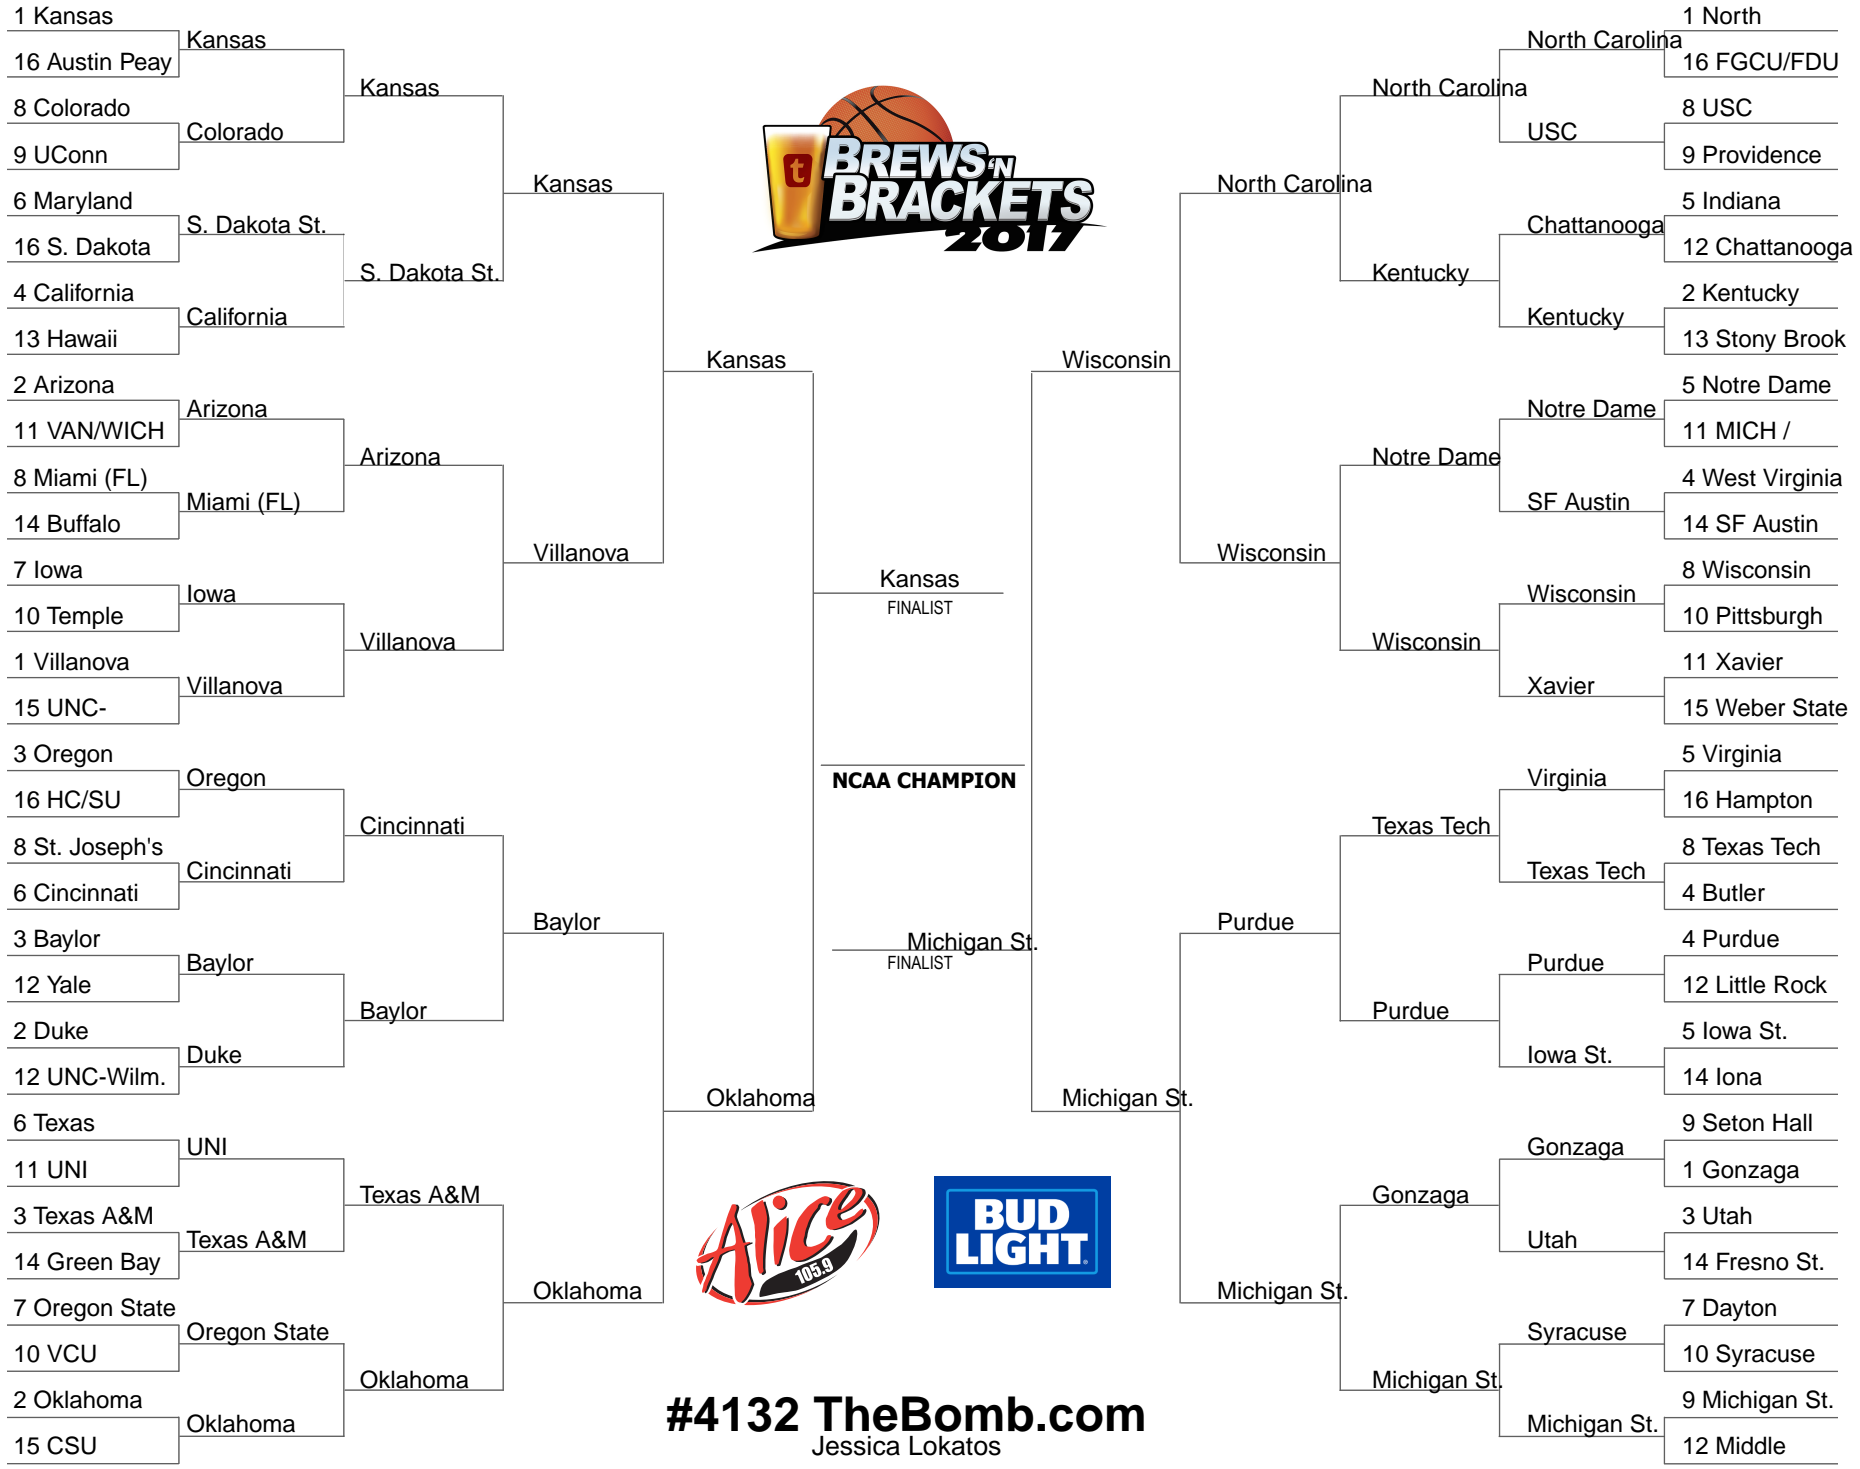 1 Kansas
16 Austin Peay
8 Colorado
9 UConn
6 Maryland
16 S. Dakota
4 California
13 Hawaii
2 Arizona
11 VAN/WICH
8 Miami (FL)
14 Buffalo
7 Iowa
10 Temple
1 Villanova
15 UNC-
3 Oregon
16 HC/SU
8 St. Joseph's
6 Cincinnati
3 Baylor
12 Yale
2 Duke
12 UNC-Wilm.
6 Texas
11 UNI
3 Texas A&M
14 Green Bay
7 Oregon State
10 VCU
2 Oklahoma
15 CSU
Kansas
Colorado
S. Dakota St.
California
Arizona
Miami (FL)
Iowa
Villanova
Oregon
Cincinnati
Baylor
Duke
UNI
Texas A&M
Oregon State
Oklahoma
Kansas
S. Dakota St.
Arizona
Villanova
Cincinnati
Baylor
Texas A&M
Oklahoma
Kansas
Villanova
Baylor
Oklahoma
Kansas
Oklahoma
t
BREWS 'N
BRACKETS
2017
Kansas
FINALIST
NCAA CHAMPION
Michigan St.
FINALIST
Alice
105.9
BUD
LIGHT
#4132 TheBomb.com
Jessica Lokatos
Wisconsin
Michigan St.
North Carolina
Wisconsin
Purdue
Michigan St.
North Carolina
Kentucky
Notre Dame
Wisconsin
Texas Tech
Purdue
Gonzaga
Michigan St.
North Carolina
USC
Chattanooga
Kentucky
Notre Dame
SF Austin
Wisconsin
Xavier
Virginia
Texas Tech
Purdue
Iowa St.
Gonzaga
Utah
Syracuse
Michigan St.
1 North
16 FGCU/FDU
8 USC
9 Providence
5 Indiana
12 Chattanooga
2 Kentucky
13 Stony Brook
5 Notre Dame
11 MICH /
4 West Virginia
14 SF Austin
8 Wisconsin
10 Pittsburgh
11 Xavier
15 Weber State
5 Virginia
16 Hampton
8 Texas Tech
4 Butler
4 Purdue
12 Little Rock
5 Iowa St.
14 Iona
9 Seton Hall
1 Gonzaga
3 Utah
14 Fresno St.
7 Dayton
10 Syracuse
9 Michigan St.
12 Middle